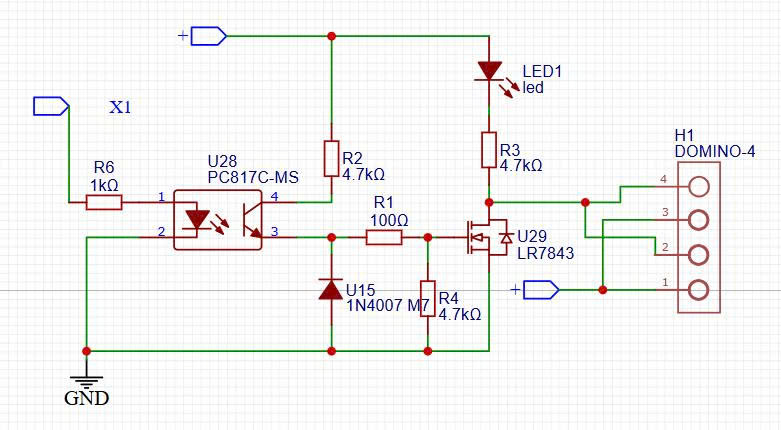 +
LED1
led
X1
H1
DOMINO-4
R2
4.7kΩ
R3
4.7kΩ
R6
1kΩ
U28
PC817C-MS
1
2
4
3
R1
100Ω
U29
LR7843
4
3
2
1
U15
1N4007 M7
R4
4.7kΩ
+
GND